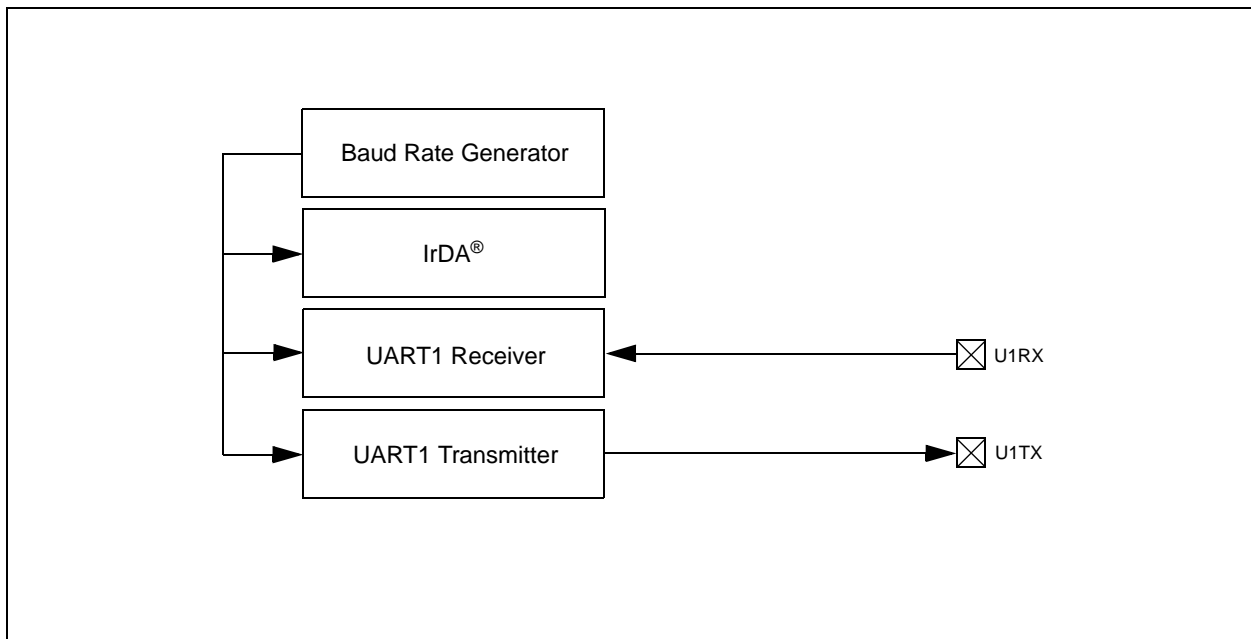 Baud Rate Generator
IrDA®
UART1 Receiver
U1RX
UART1 Transmitter
U1TX